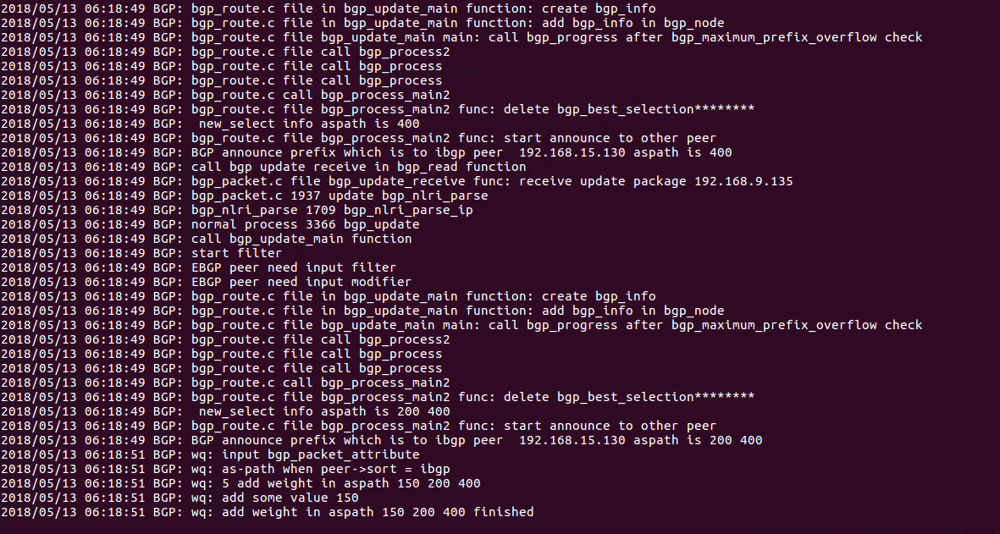 2018/05/13 06:18:49 BGP: bgp_route.c file in bgp_update_main function: create bgp_info
2018/05/13 06:18:49 BGP: bgp_route.c file in bgp_update_main function: add bgp_info in bgp_node
2018/05/13 06:18:49 BGP: bgp_route.c file bgp_update_main main: call bgp_progress after bgp_maximum_prefix_overflow check
2018/05/13 06:18:49 BGP: bgp_route.c file call bgp_process2
2018/05/13 06:18:49 BGP: bgp_route.c file call bgp_process
2018/05/13 06:18:49 BGP: bgp_route.c file call bgp_process
2018/05/13 06:18:49 BGP: bgp_route.c call bgp_process_main2
2018/05/13 06:18:49 BGP: bgp_route.c file bgp_process_main2 func: delete bgp_best_selection********
2018/05/13 06:18:49 BGP:  new_select info aspath is 400
2018/05/13 06:18:49 BGP: bgp_route.c file bgp_process_main2 func: start announce to other peer
2018/05/13 06:18:49 BGP: BGP announce prefix which is to ibgp peer  192.168.15.130 aspath is 400
2018/05/13 06:18:49 BGP: call bgp update receive in bgp_read function
2018/05/13 06:18:49 BGP: bgp_packet.c file bgp_update_receive func: receive update package 192.168.9.135
2018/05/13 06:18:49 BGP: bgp_packet.c 1937 update bgp_nlri_parse
2018/05/13 06:18:49 BGP: bgp_nlri_parse 1709 bgp_nlri_parse_ip
2018/05/13 06:18:49 BGP: normal process 3366 bgp_update
2018/05/13 06:18:49 BGP: call bgp_update_main function
2018/05/13 06:18:49 BGP: start filter
2018/05/13 06:18:49 BGP: EBGP peer need input filter
2018/05/13 06:18:49 BGP: EBGP peer need input modifier
2018/05/13 06:18:49 BGP: bgp_route.c file in bgp_update_main function: create bgp_info
2018/05/13 06:18:49 BGP: bgp_route.c file in bgp_update_main function: add bgp_info in bgp_node
2018/05/13 06:18:49 BGP: bgp_route.c file bgp_update_main main: call bgp_progress after bgp_maximum_prefix_overflow check
2018/05/13 06:18:49 BGP: bgp_route.c file call bgp_process2
2018/05/13 06:18:49 BGP: bgp_route.c file call bgp_process
2018/05/13 06:18:49 BGP: bgp_route.c file call bgp_process
2018/05/13 06:18:49 BGP: bgp_route.c call bgp_process_main2
2018/05/13 06:18:49 BGP: bgp_route.c file bgp_process_main2 func: delete bgp_best_selection********
2018/05/13 06:18:49 BGP:  new_select info aspath is 200 400
2018/05/13 06:18:49 BGP: bgp_route.c file bgp_process_main2 func: start announce to other peer
2018/05/13 06:18:49 BGP: BGP announce prefix which is to ibgp peer  192.168.15.130 aspath is 200 400
2018/05/13 06:18:51 BGP: wq: input bgp_packet_attribute
2018/05/13 06:18:51 BGP: wq: as-path when peer->sort = ibgp
2018/05/13 06:18:51 BGP: wq: 5 add weight in aspath 150 200 400
2018/05/13 06:18:51 BGP: wq: add some value 150
2018/05/13 06:18:51 BGP: wq: add weight in aspath 150 200 400 finished